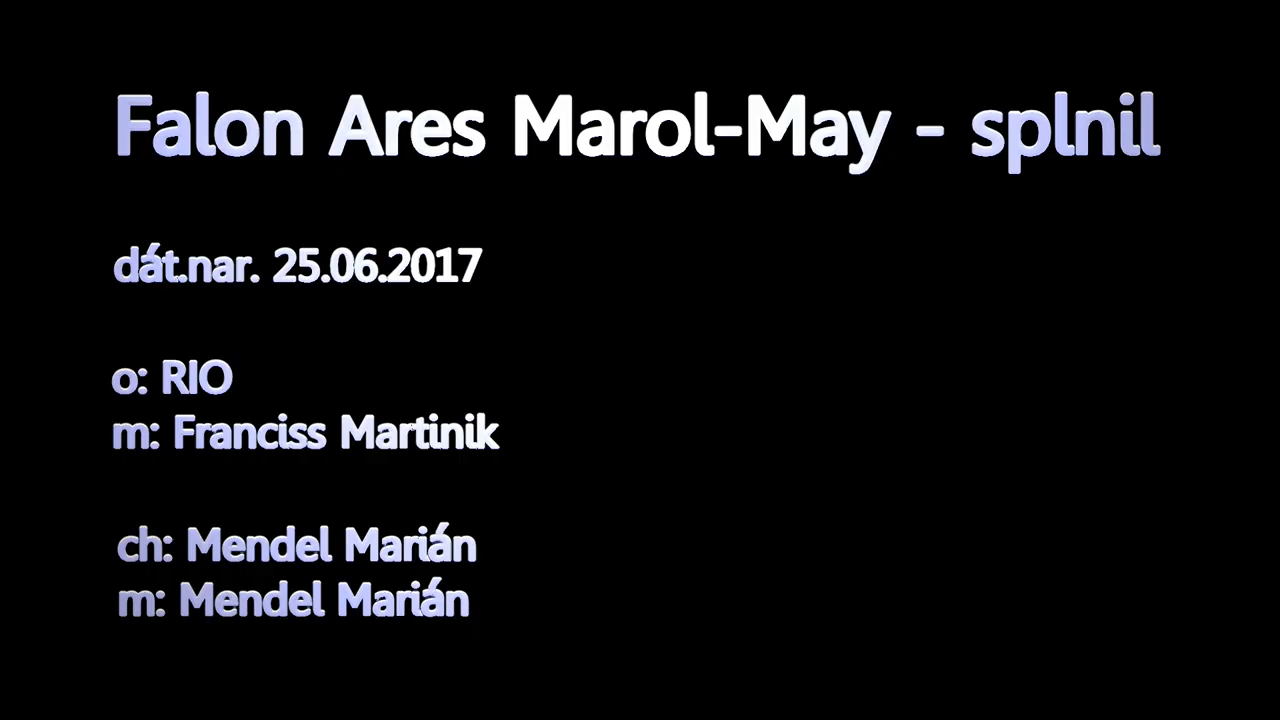 Falon Ares Marol-May - splnil
dát.nar. 25.06.2017
o: RIO
m: Franciss Martinik
ch: Mendel Marián
m: Mendel Marián